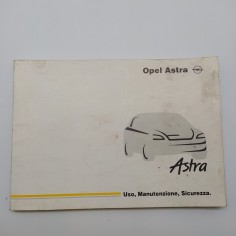 Opel Astra
Astra
Uso, Manutenzione, Sicurezza.